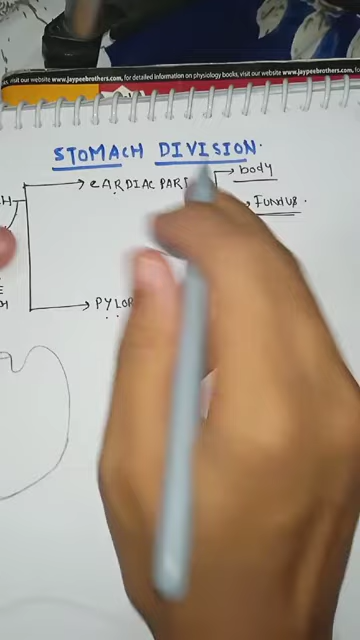 visit our website www.jaypeebrothers.com, for detailed information on physiology books, visit our website www.jaypeebrothers.com
STOMACH DIVISION.
CARDIAC PART
body
FUNDUS.
PYLOR